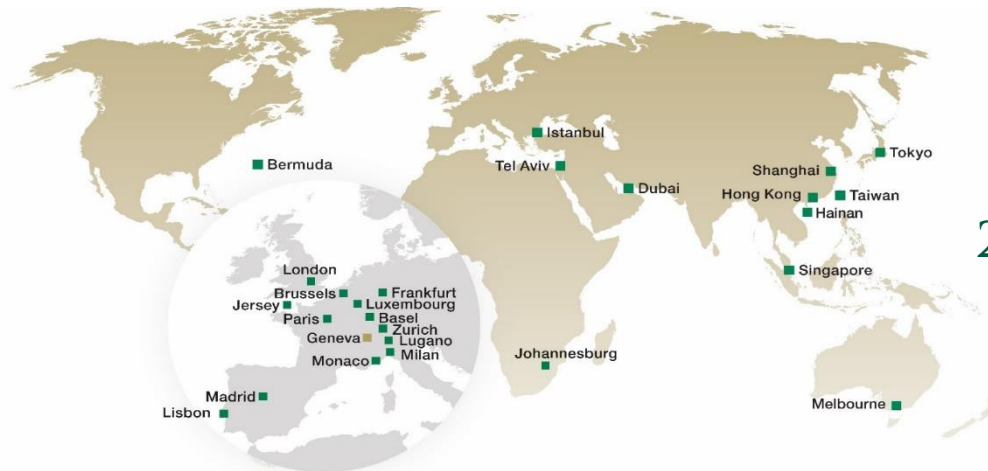 Istanbul
Bermuda
Tel Aviv
Tokyo
Shanghai
Dubai
Hong Kong
Taiwan
Hainan
2
London
Singapore
Brussels
Frankfurt
Jersey
Luxembourg
Paris
Basel
Zurich
Geneva
Lugano
Milan
Monaco
Johannesburg
Madrid
Lisbon
Melbourne